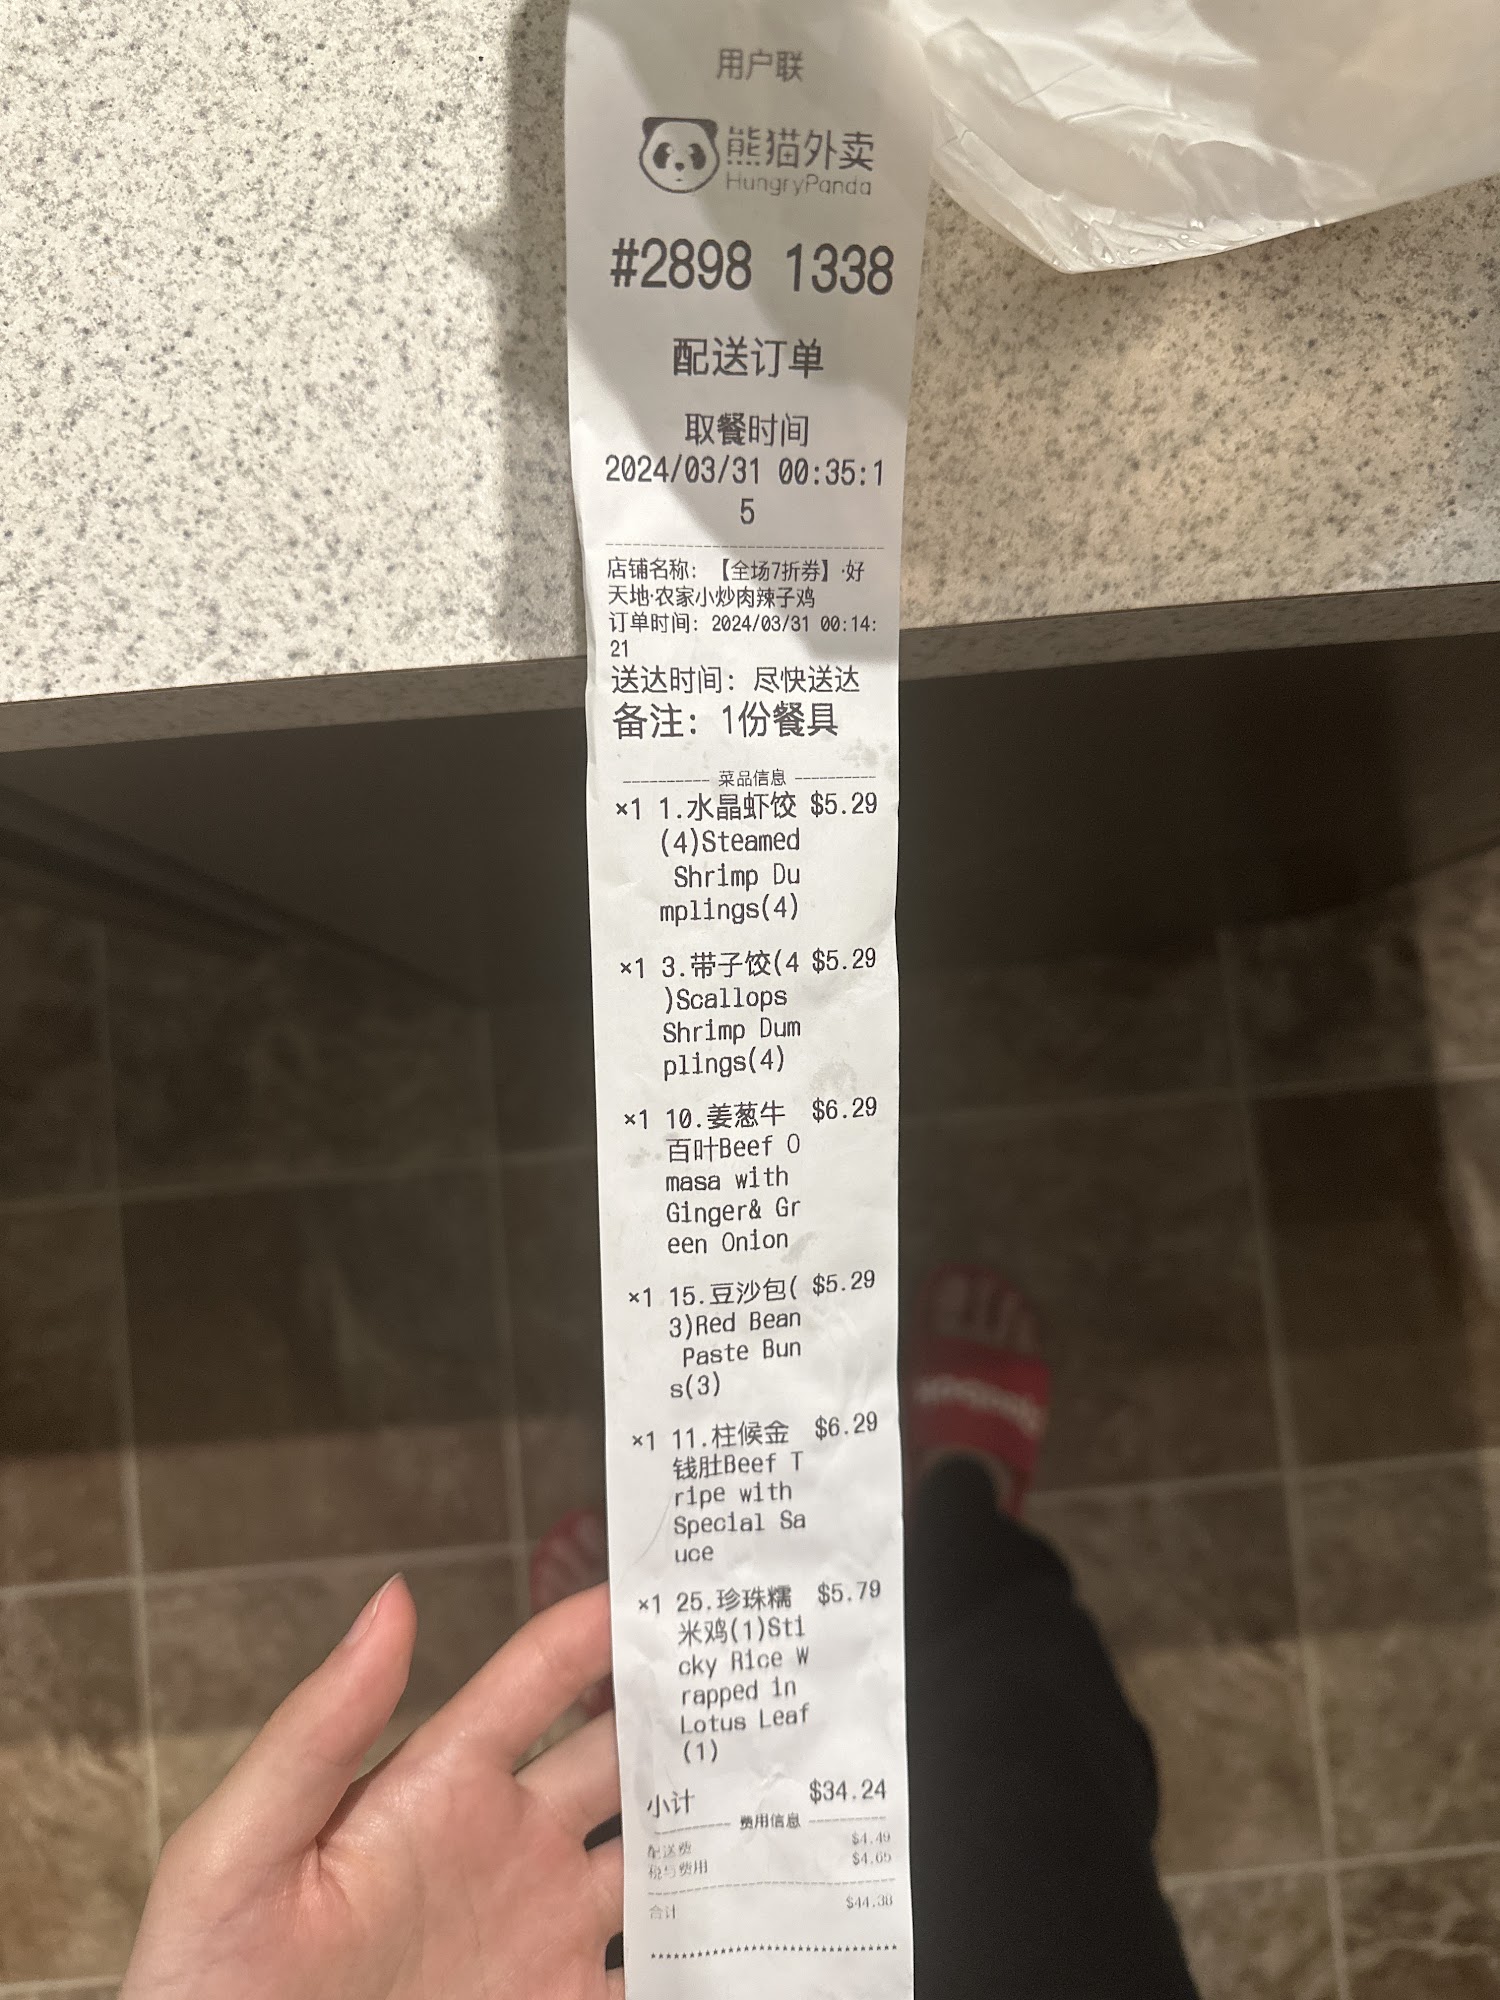 用户联
熊猫外卖
HungryPanda
#2898 1338
配送订单
取餐时间
2024/03/31 00:35:1
5
店铺名称: 【全场7折券】·好
天地·农家小炒肉辣子鸡
订单时间: 2024/03/31 00:14:
21
送达时间: 尽快送达
备注: 1份餐具
---------- 菜品信息 ----------
×1 1.水晶虾饺 $5.29
(4)Steamed
Shrimp Du
mplings(4)
×1 3.带子饺(4 $5.29
)Scallops
Shrimp Dum
plings(4)
×1 10.姜葱牛 $6.29
百叶Beef O
masa with
Ginger& Gr
een Onion
×1 15.豆沙包( $5.29
3)Red Bean
Paste Bun
s(3)
×1 11.柱候金 $6.29
钱肚Beef T
ripe with
Special Sa
uce
×1 25.珍珠糯 $5.79
米鸡(1)Sti
cky Rice W
rapped in
Lotus Leaf
(1)
小计 $34.24
---------- 费用信息 ----------
配送费 $4.49
税与费用 $4.65
合计 $44.38